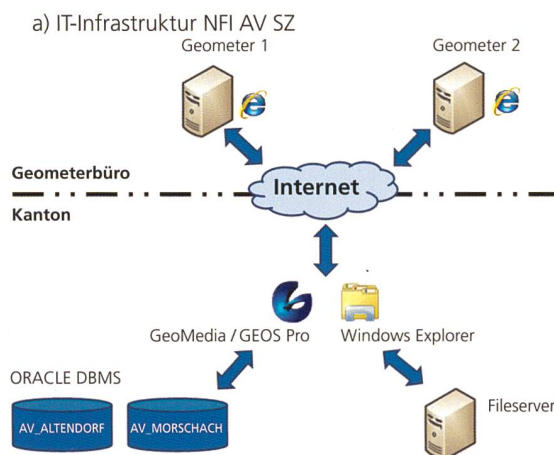 a) IT-Infrastruktur NFI AV SZ
Geometer 1
Geometer 2
Geometerbüro
Internet
Kanton
GeoMedia / GEOS Pro
Windows Explorer
ORACLE DBMS
AV_ALTENDORF
AV_MORSCHACH
Fileserver